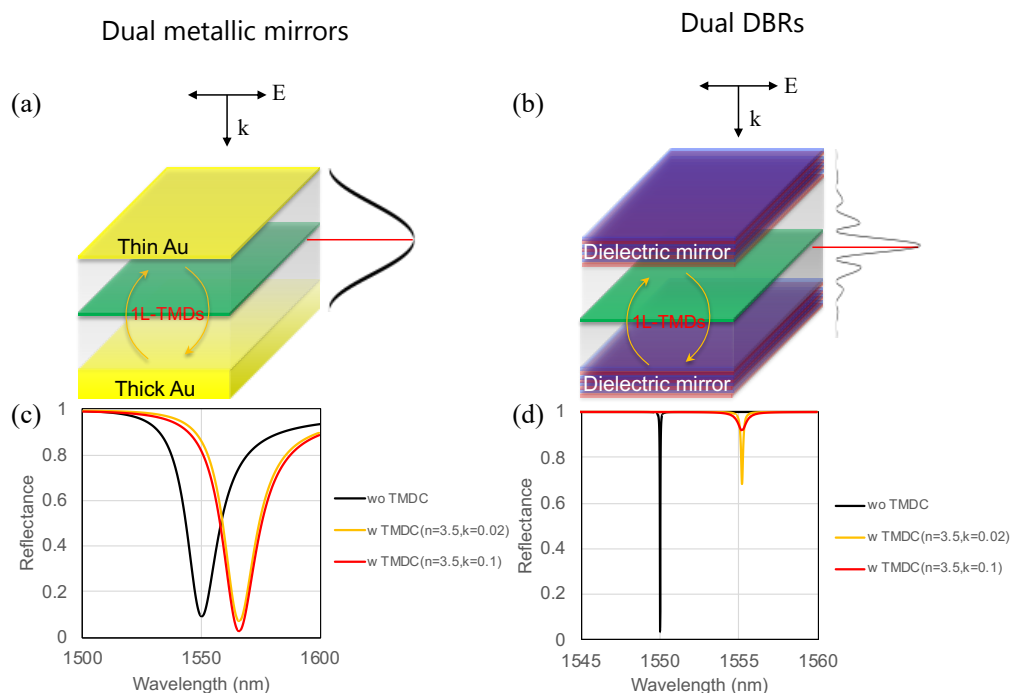 Dual metallic mirrors
Dual DBRs
(a)
E
k
Thin Au
1L-TMDs
Thick Au
(b)
E
k
Dielectric mirror
1L-TMDs
Dielectric mirror
(c)
1
0.8
0.6
0.4
0.2
0
Reflectance
1500
1550
1600
Wavelength (nm)
wo TMDC
w TMDC(n=3.5,k=0.02)
w TMDC(n=3.5,k=0.1)
(d)
1
0.8
0.6
0.4
0.2
0
Reflectance
1545
1550
1555
1560
Wavelength (nm)
wo TMDC
w TMDC(n=3.5,k=0.02)
w TMDC(n=3.5,k=0.1)